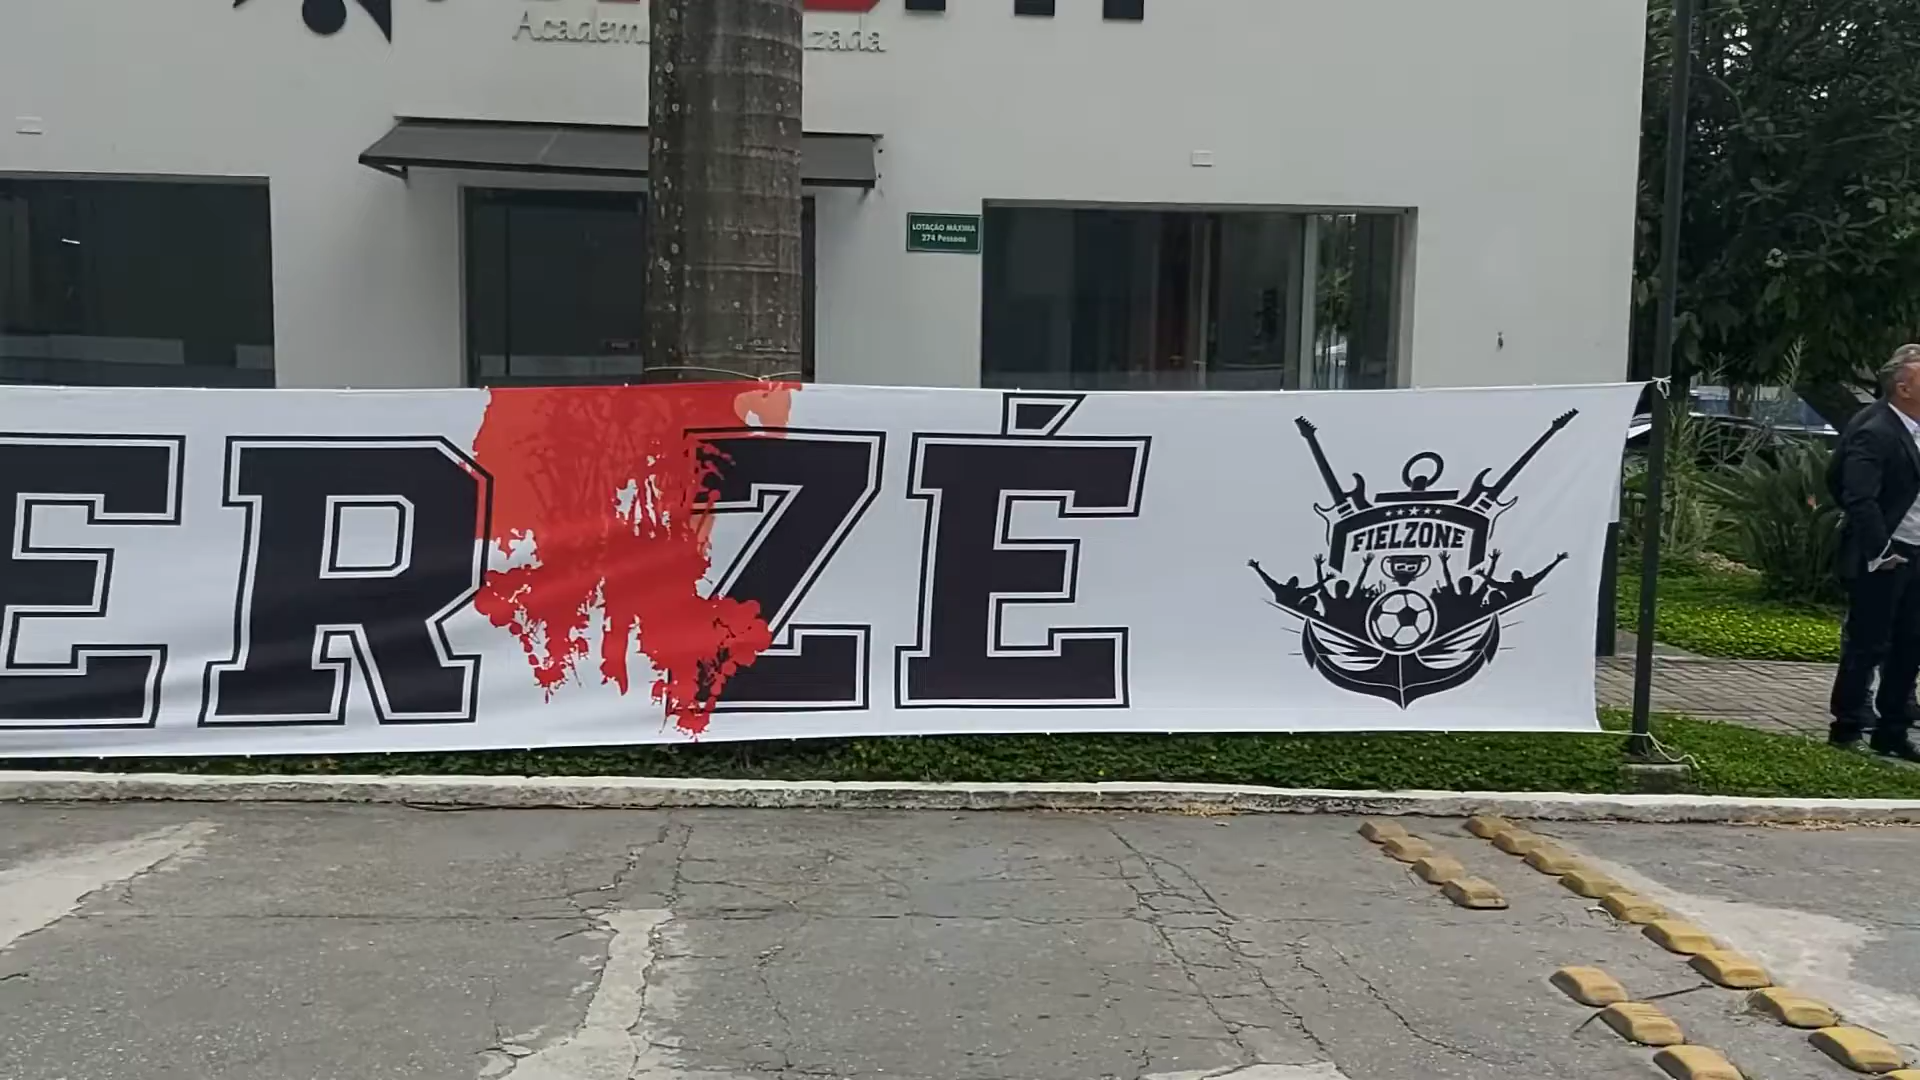 Academ zada
LOTAÇÃO MÁXIMA
274 Pessoas
ER ZÉ
FIELZONE